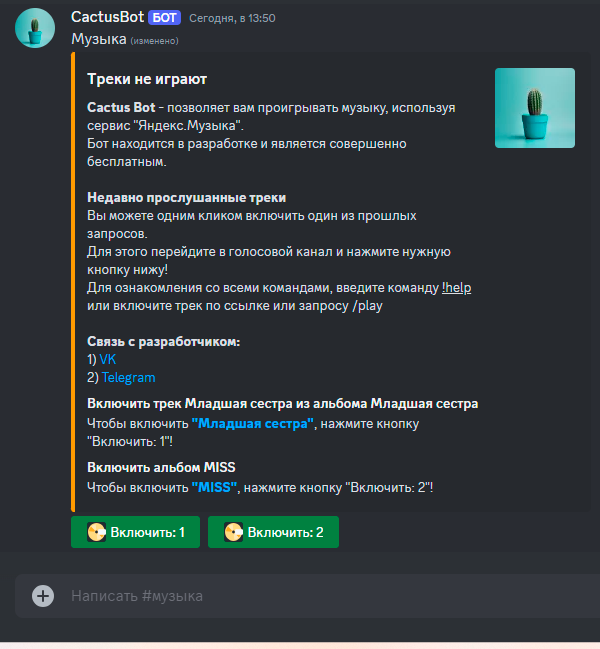 CactusBot БОТ Сегодня, в 13:50
Музыка (изменено)
Треки не играют
Cactus Bot - позволяет вам проигрывать музыку, используя
сервис "Яндекс.Музыка".
Бот находится в разработке и является совершенно
бесплатным.
Недавно прослушанные треки
Вы можете одним кликом включить один из прошлых
запросов.
Для этого перейдите в голосовой канал и нажмите нужную
кнопку нижу!
Для ознакомления со всеми командами, введите команду !help
или включите трек по ссылке или запросу /play
Связь с разработчиком:
1) VK
2) Telegram
Включить трек Младшая сестра из альбома Младшая сестра
Чтобы включить "Младшая сестра", нажмите кнопку
"Включить: 1"!
Включить альбом MISS
Чтобы включить "MISS", нажмите кнопку "Включить: 2"!
Включить: 1 Включить: 2
Написать #музыка